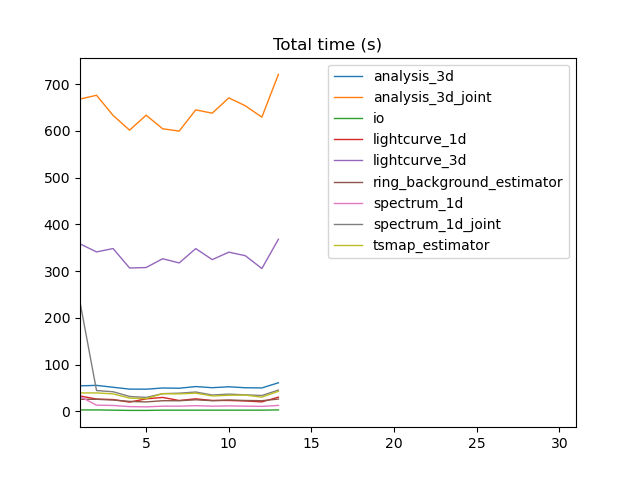 Total time (s)
700
600
500
400
300
200
100
0
5
10
15
20
25
30
analysis_3d
analysis_3d_joint
io
lightcurve_1d
lightcurve_3d
ring_background_estimator
spectrum_1d
spectrum_1d_joint
tsmap_estimator